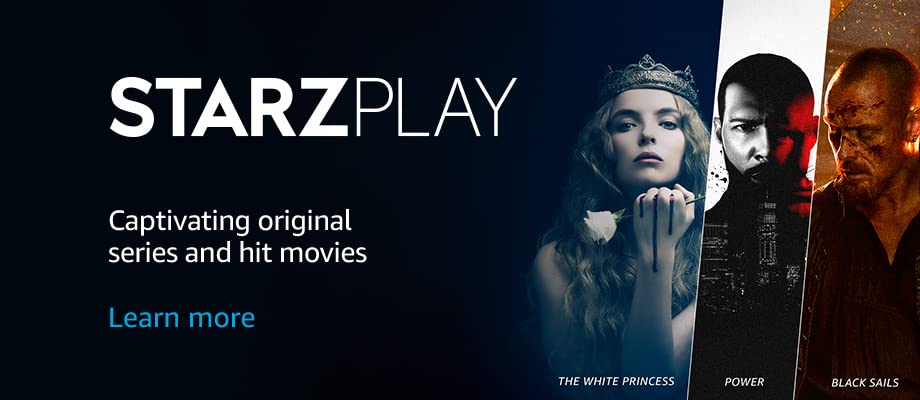 STARZPLAY
Captivating original
series and hit movies
Learn more
THE WHITE PRINCESS
POWER
BLACK SAILS